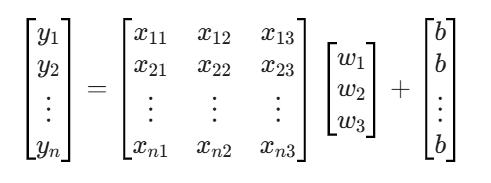 [y₁ y₂ ⋮ yₙ] = [x₁₁ x₁₂ x₁₃ ; x₂₁ x₂₂ x₂₃ ; ⋮ ⋮ ⋮ ; xₙ₁ xₙ₂ xₙ₃] [w₁ w₂ w₃] + [b b ⋮ b]